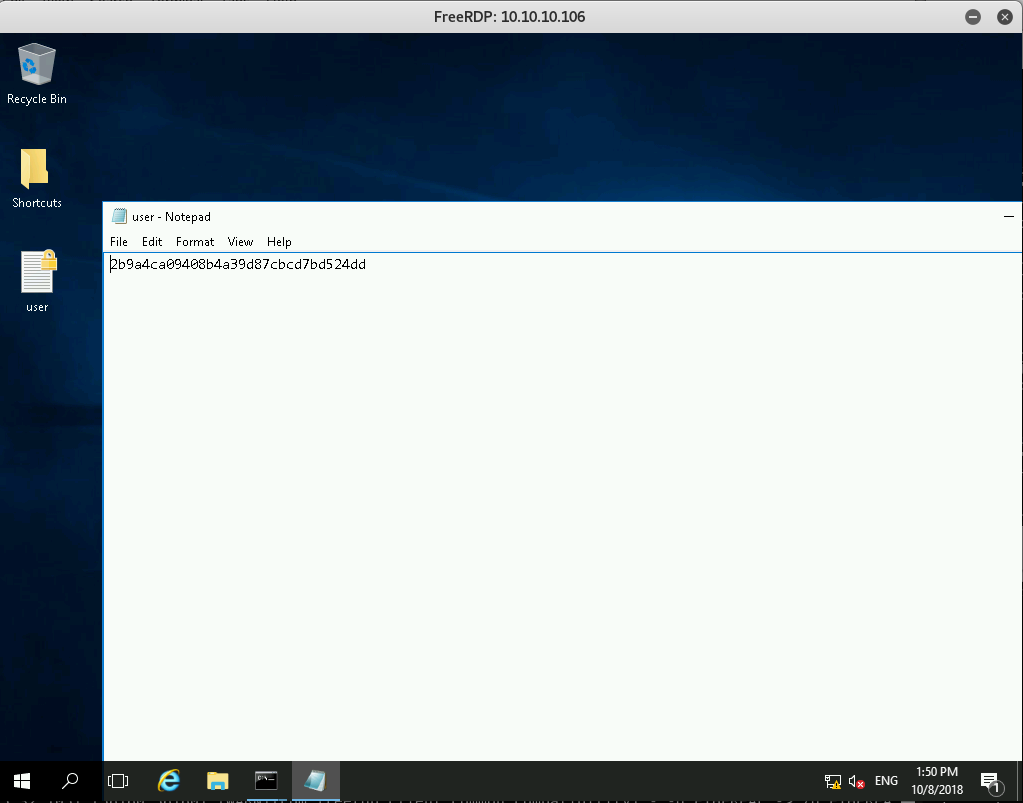 FreeRDP: 10.10.10.106
Recycle Bin
Shortcuts
user
user - Notepad
File Edit Format View Help
2b9a4ca09408b4a39d87cbcd7bd524dd
ENG
1:50 PM
10/8/2018
1